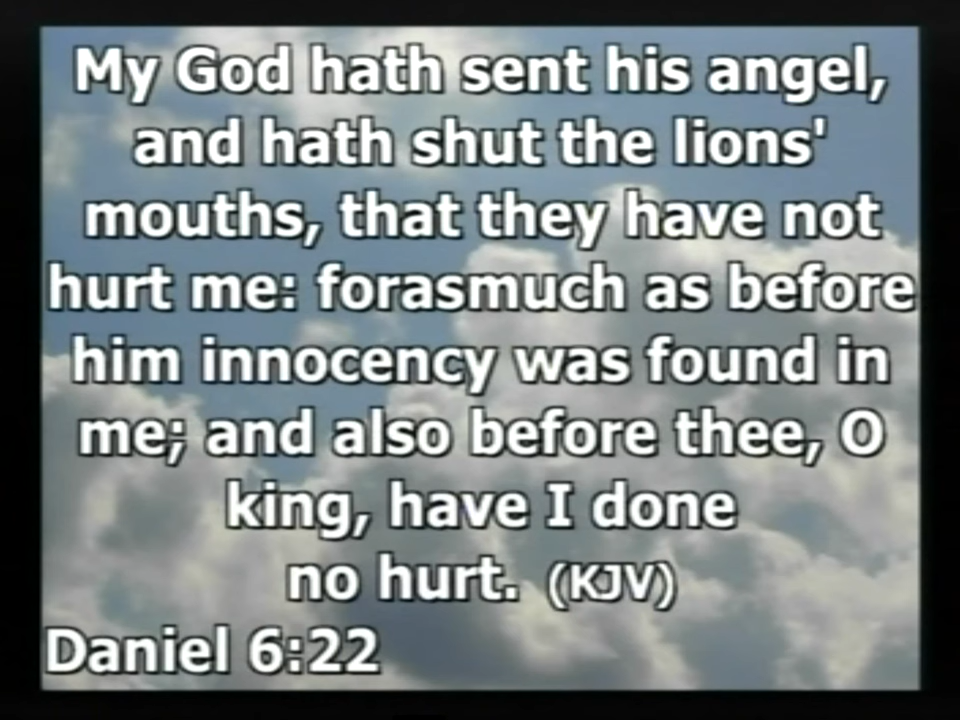 My God hath sent his angel,
and hath shut the lions'
mouths, that they have not
hurt me: forasmuch as before
him innocency was found in
me; and also before thee, O
king, have I done
no hurt. (KJV)
Daniel 6:22